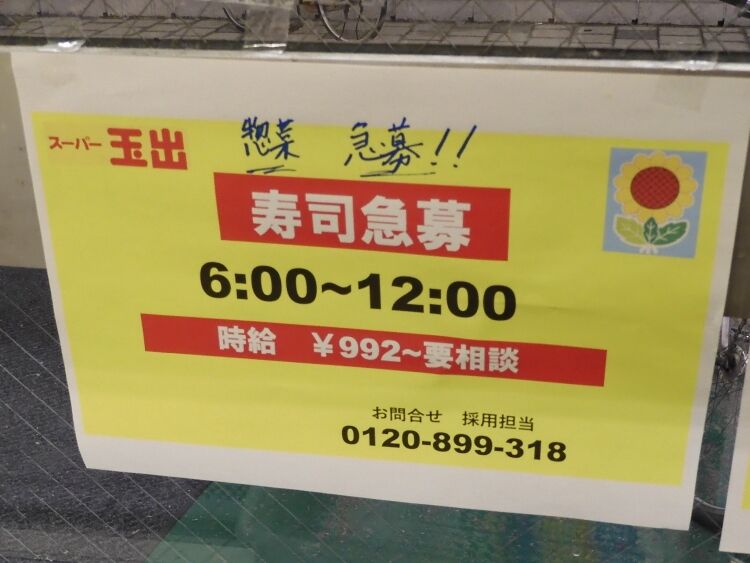 スーパー 玉出 惣菜 急募!!
寿司急募
6:00~12:00
時給 ¥992~要相談
お問合せ 採用担当
0120-899-318